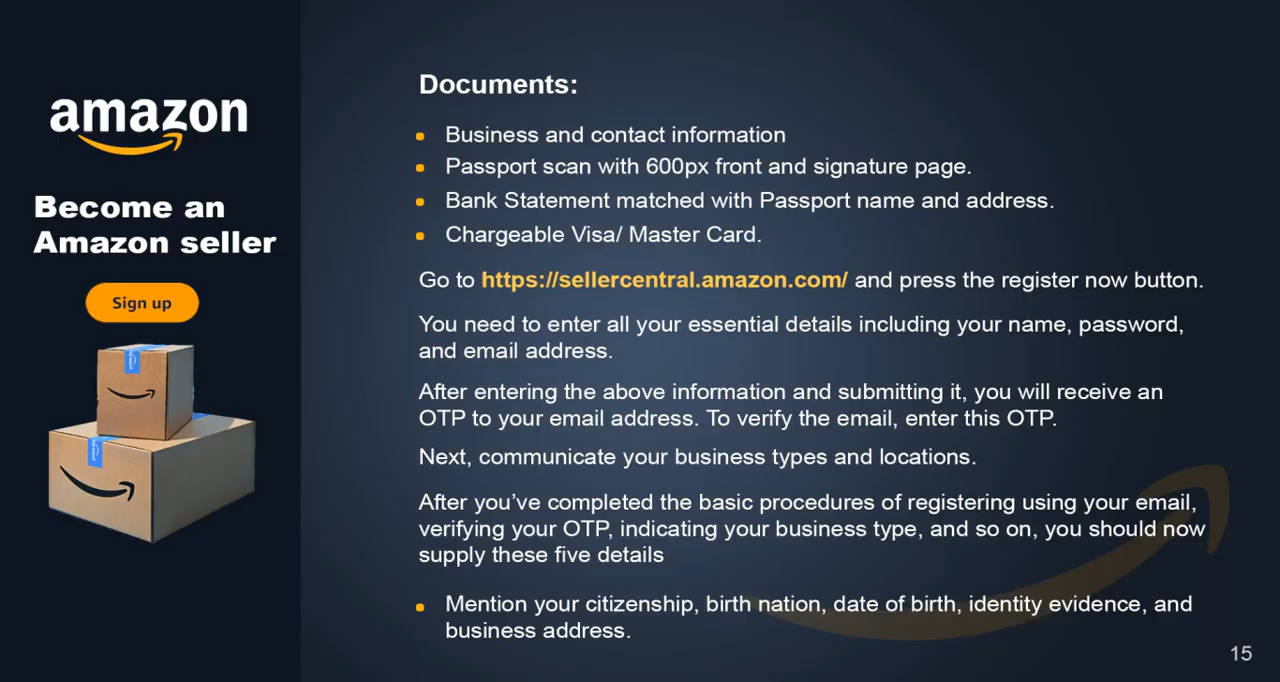 amazon
Become an
Amazon seller
Sign up
Documents:
Business and contact information
Passport scan with 600px front and signature page.
Bank Statement matched with Passport name and address.
Chargeable Visa/ Master Card.
Go to https://sellercentral.amazon.com/ and press the register now button.
You need to enter all your essential details including your name, password,
and email address.
After entering the above information and submitting it, you will receive an
OTP to your email address. To verify the email, enter this OTP.
Next, communicate your business types and locations.
After you’ve completed the basic procedures of registering using your email,
verifying your OTP, indicating your business type, and so on, you should now
supply these five details
Mention your citizenship, birth nation, date of birth, identity evidence, and
business address.
15